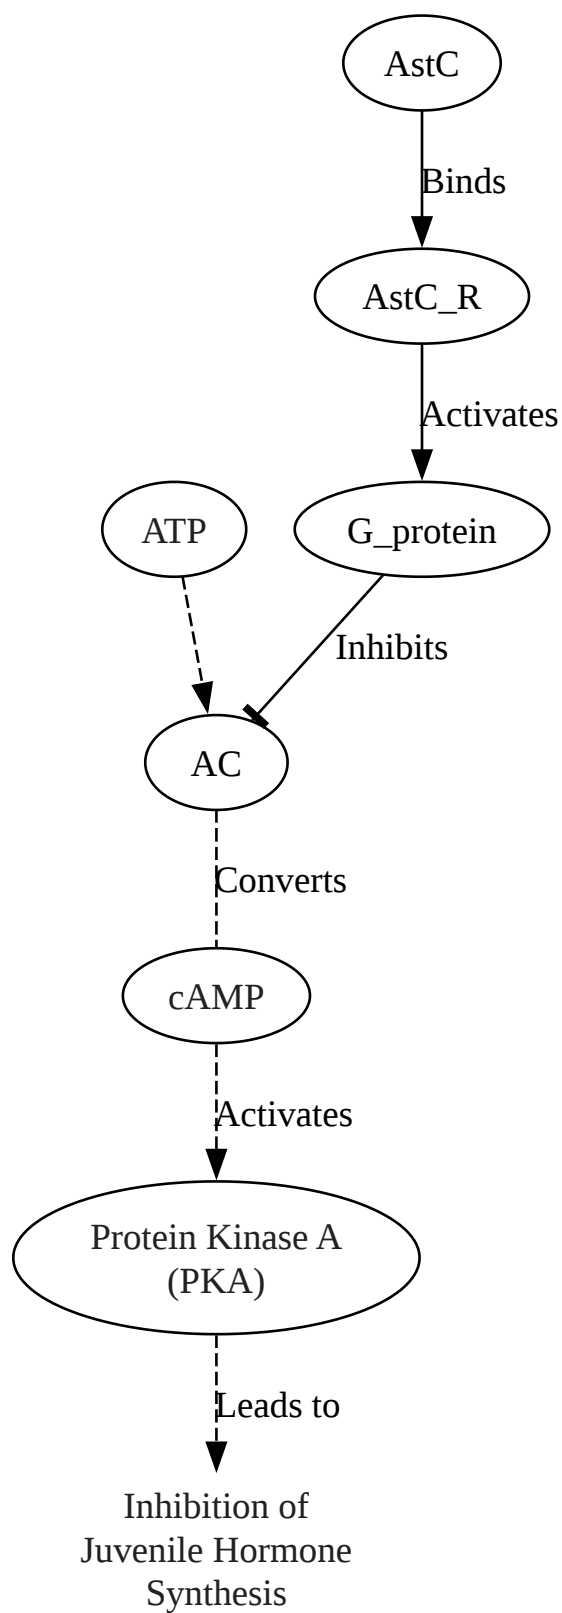 AstC
Binds
AstC_R
Activates
ATP
G_protein
Inhibits
AC
Converts
cAMP
Activates
Protein Kinase A
(PKA)
Leads to
Inhibition of
Juvenile Hormone
Synthesis